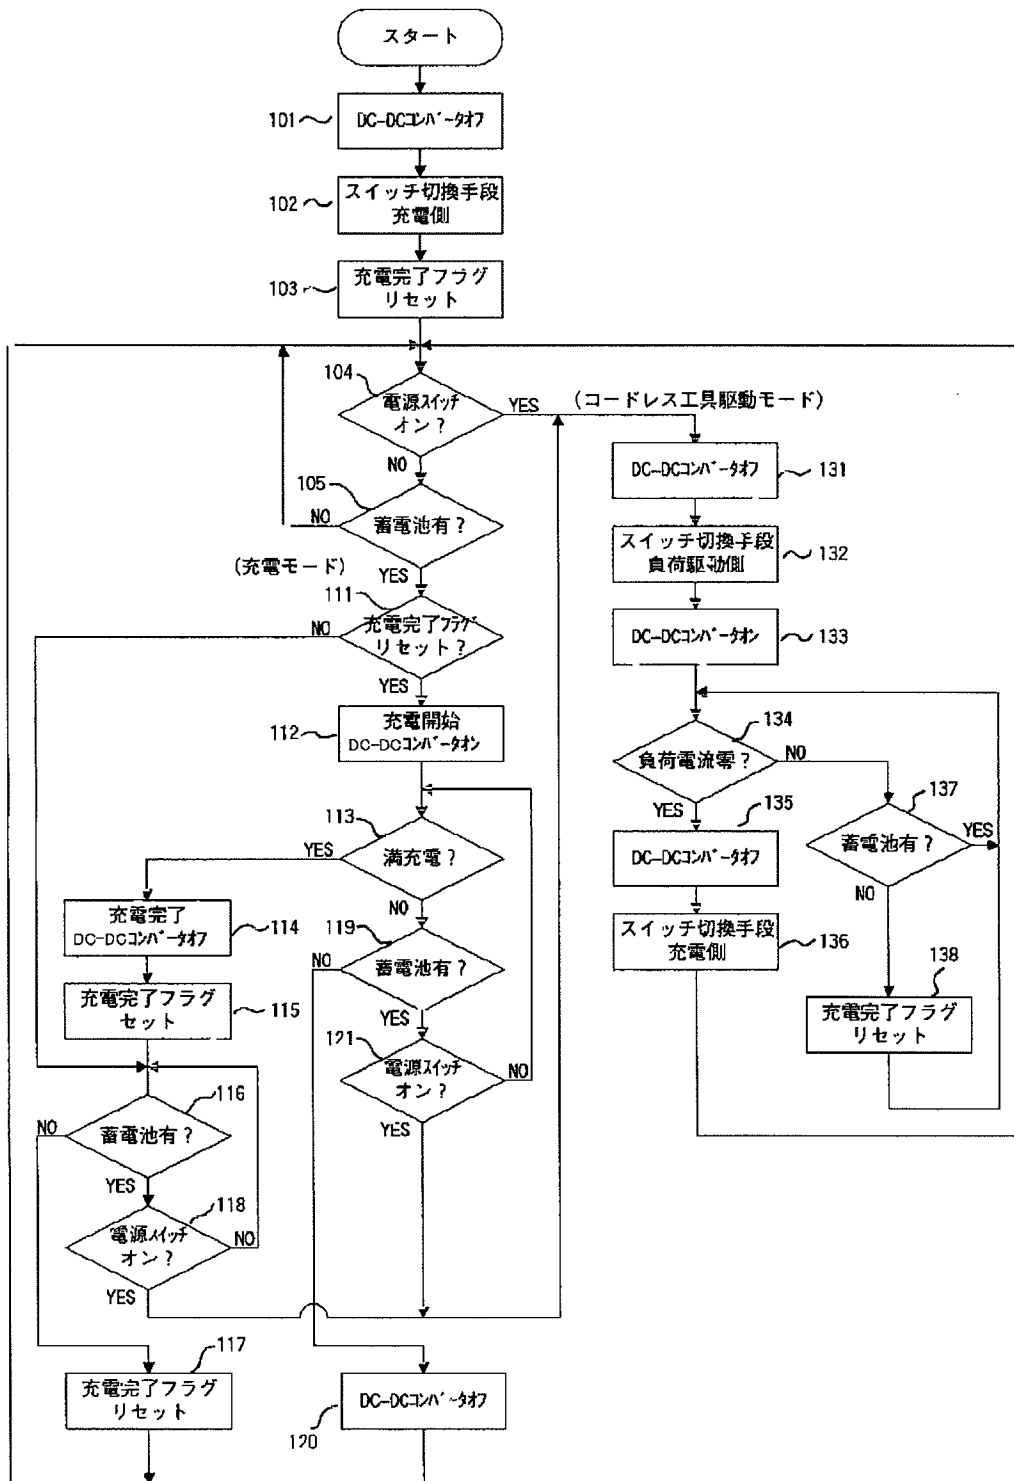 スタート
101
DC-DCコンバータオフ
102
スイッチ切換手段
充電側
103
充電完了フラグ
リセット
104
電源スイッチ
オン？
YES
(コードレス工具駆動モード)
NO
105
蓄電池有？
NO
YES
(充電モード)
111
充電完了フラグ
リセット？
NO
YES
112
充電開始
DC-DCコンバータオン
113
満充電？
YES
NO
充電完了
DC-DCコンバータオフ
114
充電完了フラグ
セット
115
119
蓄電池有？
NO
YES
121
電源スイッチ
オン？
NO
YES
116
蓄電池有？
NO
YES
118
電源スイッチ
オン？
NO
YES
117
充電完了フラグ
リセット
DC-DCコンバータオフ
120
DC-DCコンバータオフ
131
スイッチ切換手段
負荷駆動側
132
DC-DCコンバータオン
133
134
負荷電流零？
NO
YES
135
DC-DCコンバータオフ
スイッチ切換手段
充電側
136
137
蓄電池有？
YES
NO
138
充電完了フラグ
リセット